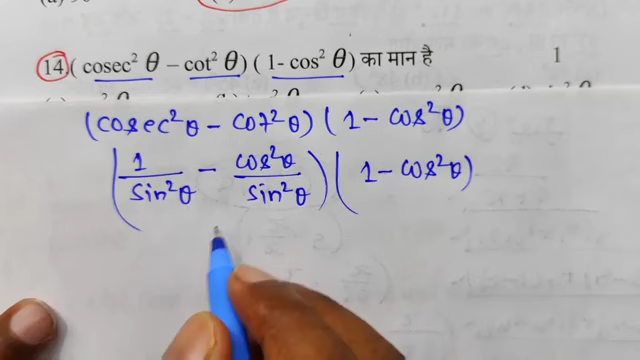 14. ( cosec² θ − cot² θ) ( 1- cos² θ) का मान है 1
(cosec²θ − cot²θ) (1 − cos²θ)
(1/sin²θ − cos²θ/sin²θ) (1 − cos²θ)